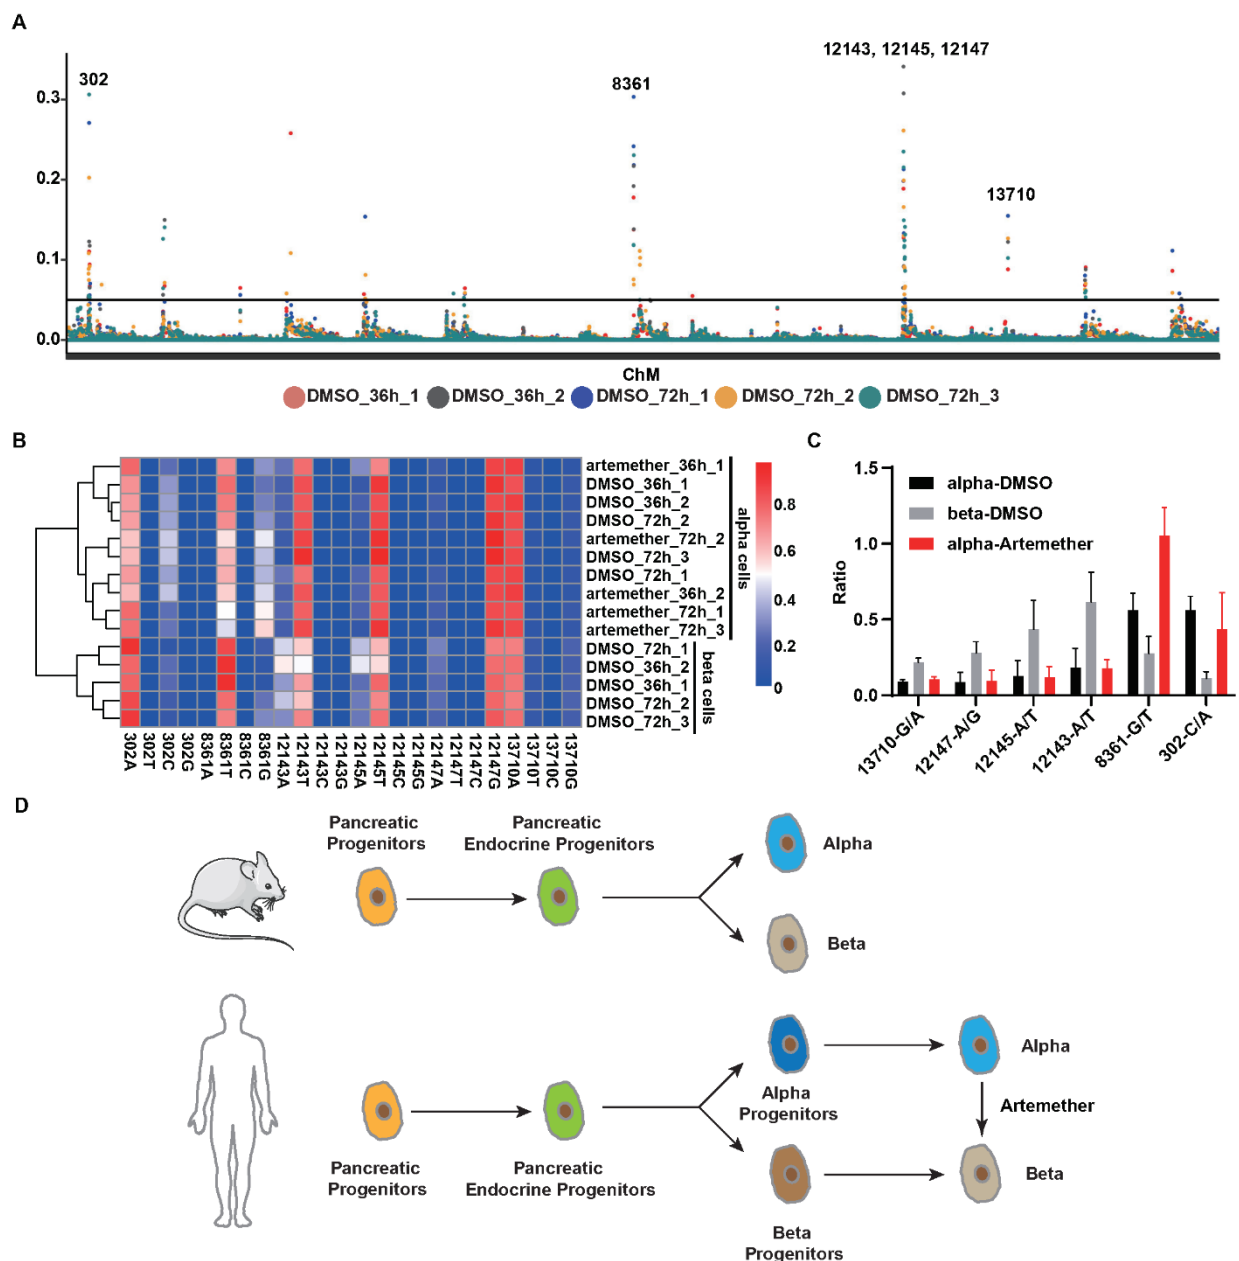 A
12143, 12145, 12147
302
8361
13710
0.3
0.2
0.1
0.0
ChM
DMSO_36h_1 DMSO_36h_2 DMSO_72h_1 DMSO_72h_2 DMSO_72h_3
B
artemether_36h_1
DMSO_36h_1
DMSO_36h_2
DMSO_72h_2
artemether_72h_2
DMSO_72h_3
DMSO_72h_1
artemether_36h_2
artemether_72h_1
artemether_72h_3
DMSO_72h_1
DMSO_36h_2
DMSO_36h_1
DMSO_72h_2
DMSO_72h_3
alpha cells
beta cells
0.8
0.6
0.4
0.2
0
302A
302T
302C
302G
8361A
8361T
8361C
8361G
12143A
12143T
12143C
12143G
12145A
12145T
12145C
12145G
12147A
12147T
12147C
12147G
13710A
13710T
13710C
13710G
C
Ratio
1.5
1.0
0.5
0.0
alpha-DMSO
beta-DMSO
alpha-Artemether
13710-G/A
12147-A/G
12145-A/T
12143-A/T
8361-G/T
302-C/A
D
Pancreatic
Progenitors
Pancreatic
Endocrine Progenitors
Alpha
Beta
Alpha
Progenitors
Alpha
Artemether
Pancreatic
Progenitors
Pancreatic
Endocrine Progenitors
Beta
Beta
Progenitors